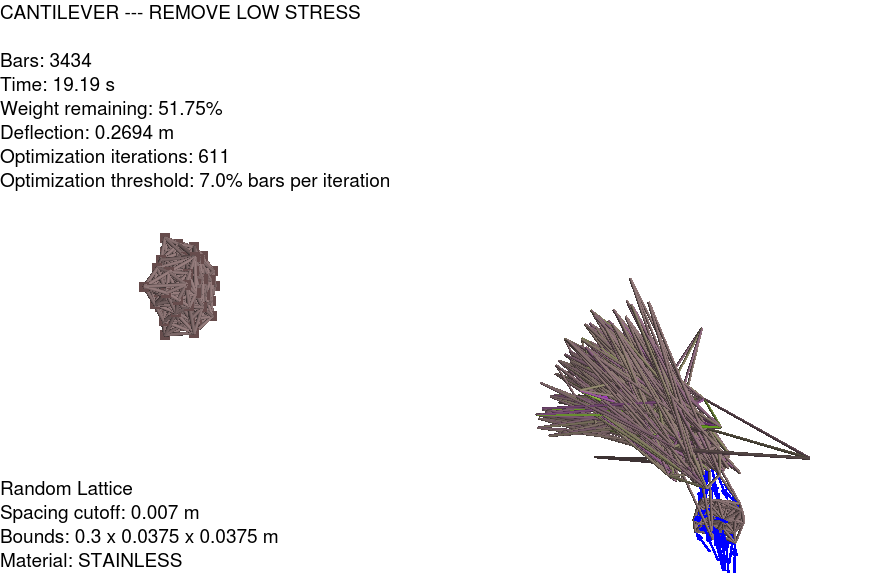 CANTILEVER --- REMOVE LOW STRESS
Bars: 3434
Time: 19.19 s
Weight remaining: 51.75%
Deflection: 0.2694 m
Optimization iterations: 611
Optimization threshold: 7.0% bars per iteration
Random Lattice
Spacing cutoff: 0.007 m
Bounds: 0.3 x 0.0375 x 0.0375 m
Material: STAINLESS